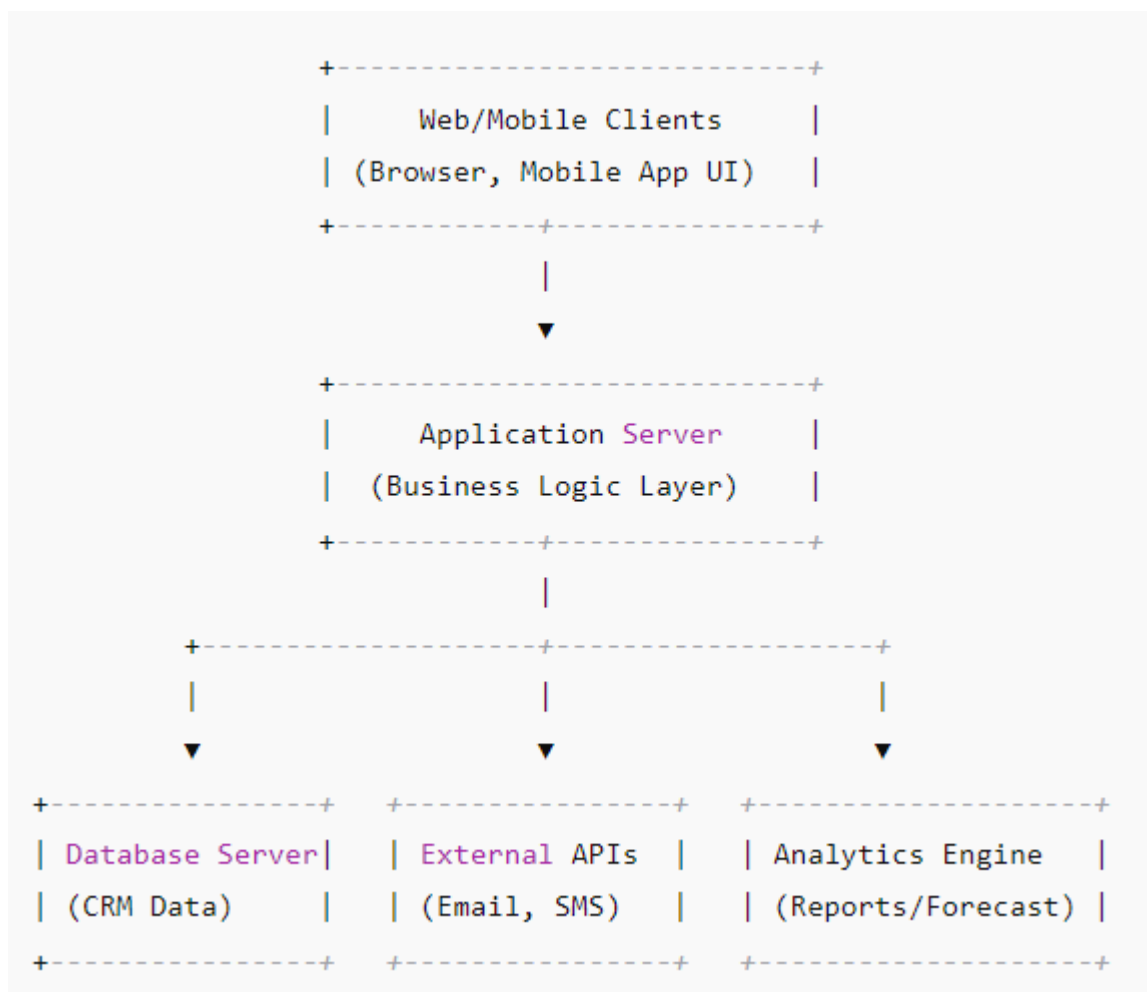 +----------------------------+
|     Web/Mobile Clients     |
| (Browser, Mobile App UI)   |
+------------+---------------+
|
▼
+----------------------------+
|     Application Server     |
|  (Business Logic Layer)    |
+------------+---------------+
|
+--------------------+-------------------+
|                    |                   |
▼                    ▼                   ▼
+----------------+   +----------------+   +--------------------+
| Database Server|   | External APIs  |   | Analytics Engine   |
| (CRM Data)     |   | (Email, SMS)   |   | (Reports/Forecast) |
+----------------+   +----------------+   +--------------------+